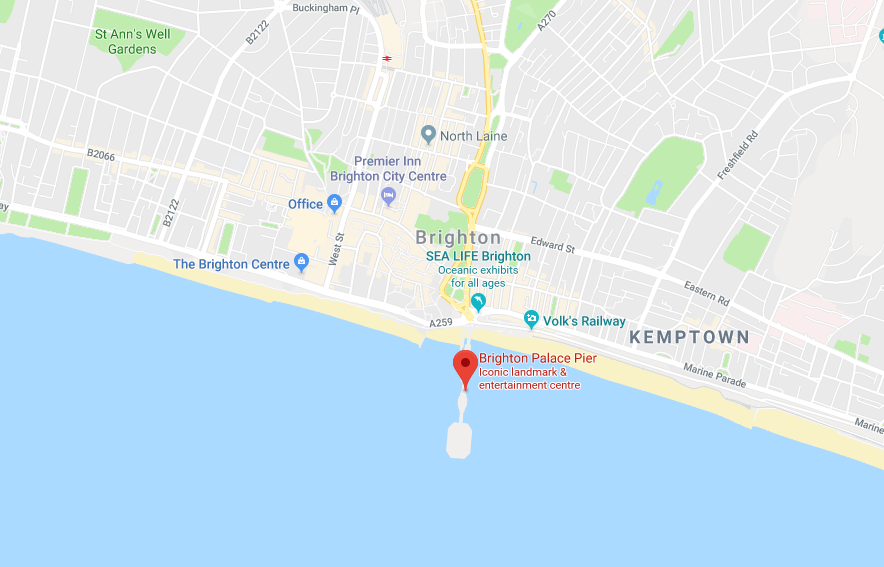 Buckingham Pl
St Ann's Well
Gardens
B2122
A270
North Laine
Freshfield Rd
B2066
Premier Inn
Brighton City Centre
Office
B2122
West St
Brighton
Edward St
The Brighton Centre
SEA LIFE Brighton
Oceanic exhibits
for all ages
Eastern Rd
A259
Volk's Railway
KEMPTOWN
Brighton Palace Pier
Iconic landmark &
entertainment centre
Marine Parade
Marine